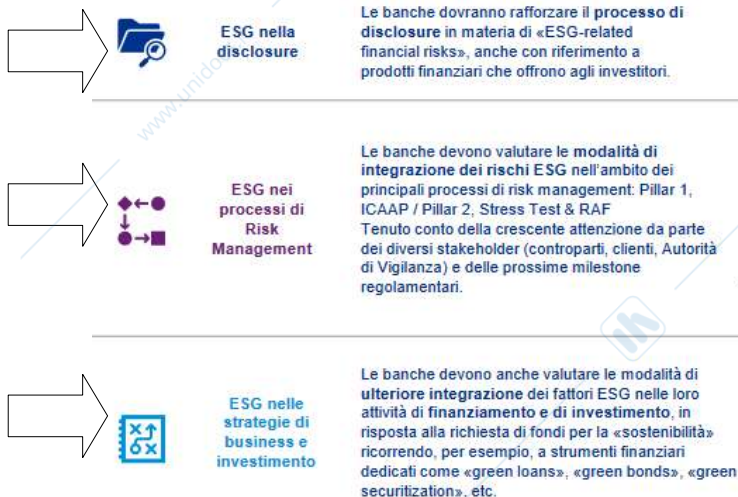 ESG nella
disclosure
Le banche dovranno rafforzare il processo di
disclosure in materia di «ESG-related
financial risks», anche con riferimento a
prodotti finanziari che offrono agli investitori.
ESG nei
processi di
Risk
Management
Le banche devono valutare le modalità di
integrazione dei rischi ESG nell'ambito dei
principali processi di risk management: Pillar 1,
ICAAP / Pillar 2, Stress Test & RAF
Tenuto conto della crescente attenzione da parte
dei diversi stakeholder (controparti, clienti, Autorità
di Vigilanza) e delle prossime milestone
regolamentari.
ESG nelle
strategie di
business e
investimento
Le banche devono anche valutare le modalità di
ulteriore integrazione dei fattori ESG nelle loro
attività di finanziamento e di investimento, in
risposta alla richiesta di fondi per la «sostenibilità»
ricorrendo, per esempio, a strumenti finanziari
dedicati come «green loans», «green bonds», «green
securitization», etc.